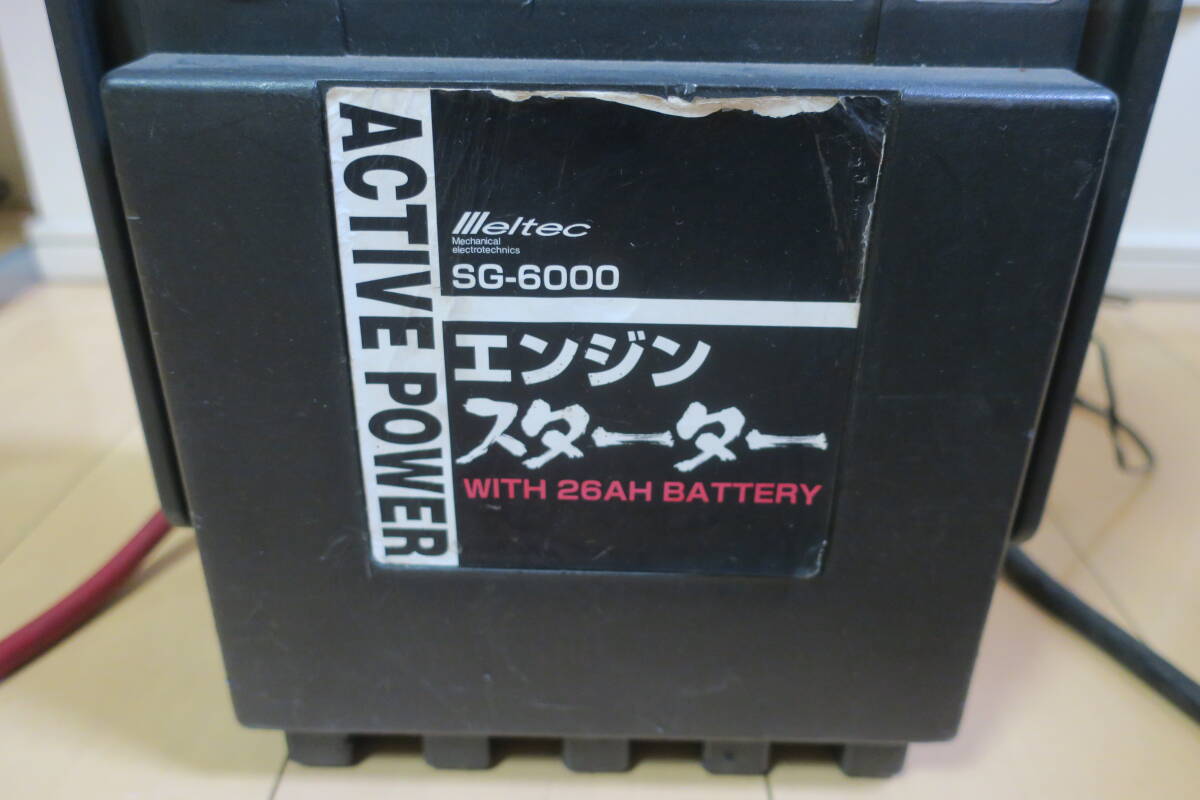 ACTIVE POWER
Meltec
Mechanical
electrotechnics
SG-6000
エンジン
スターター
WITH 26AH BATTERY